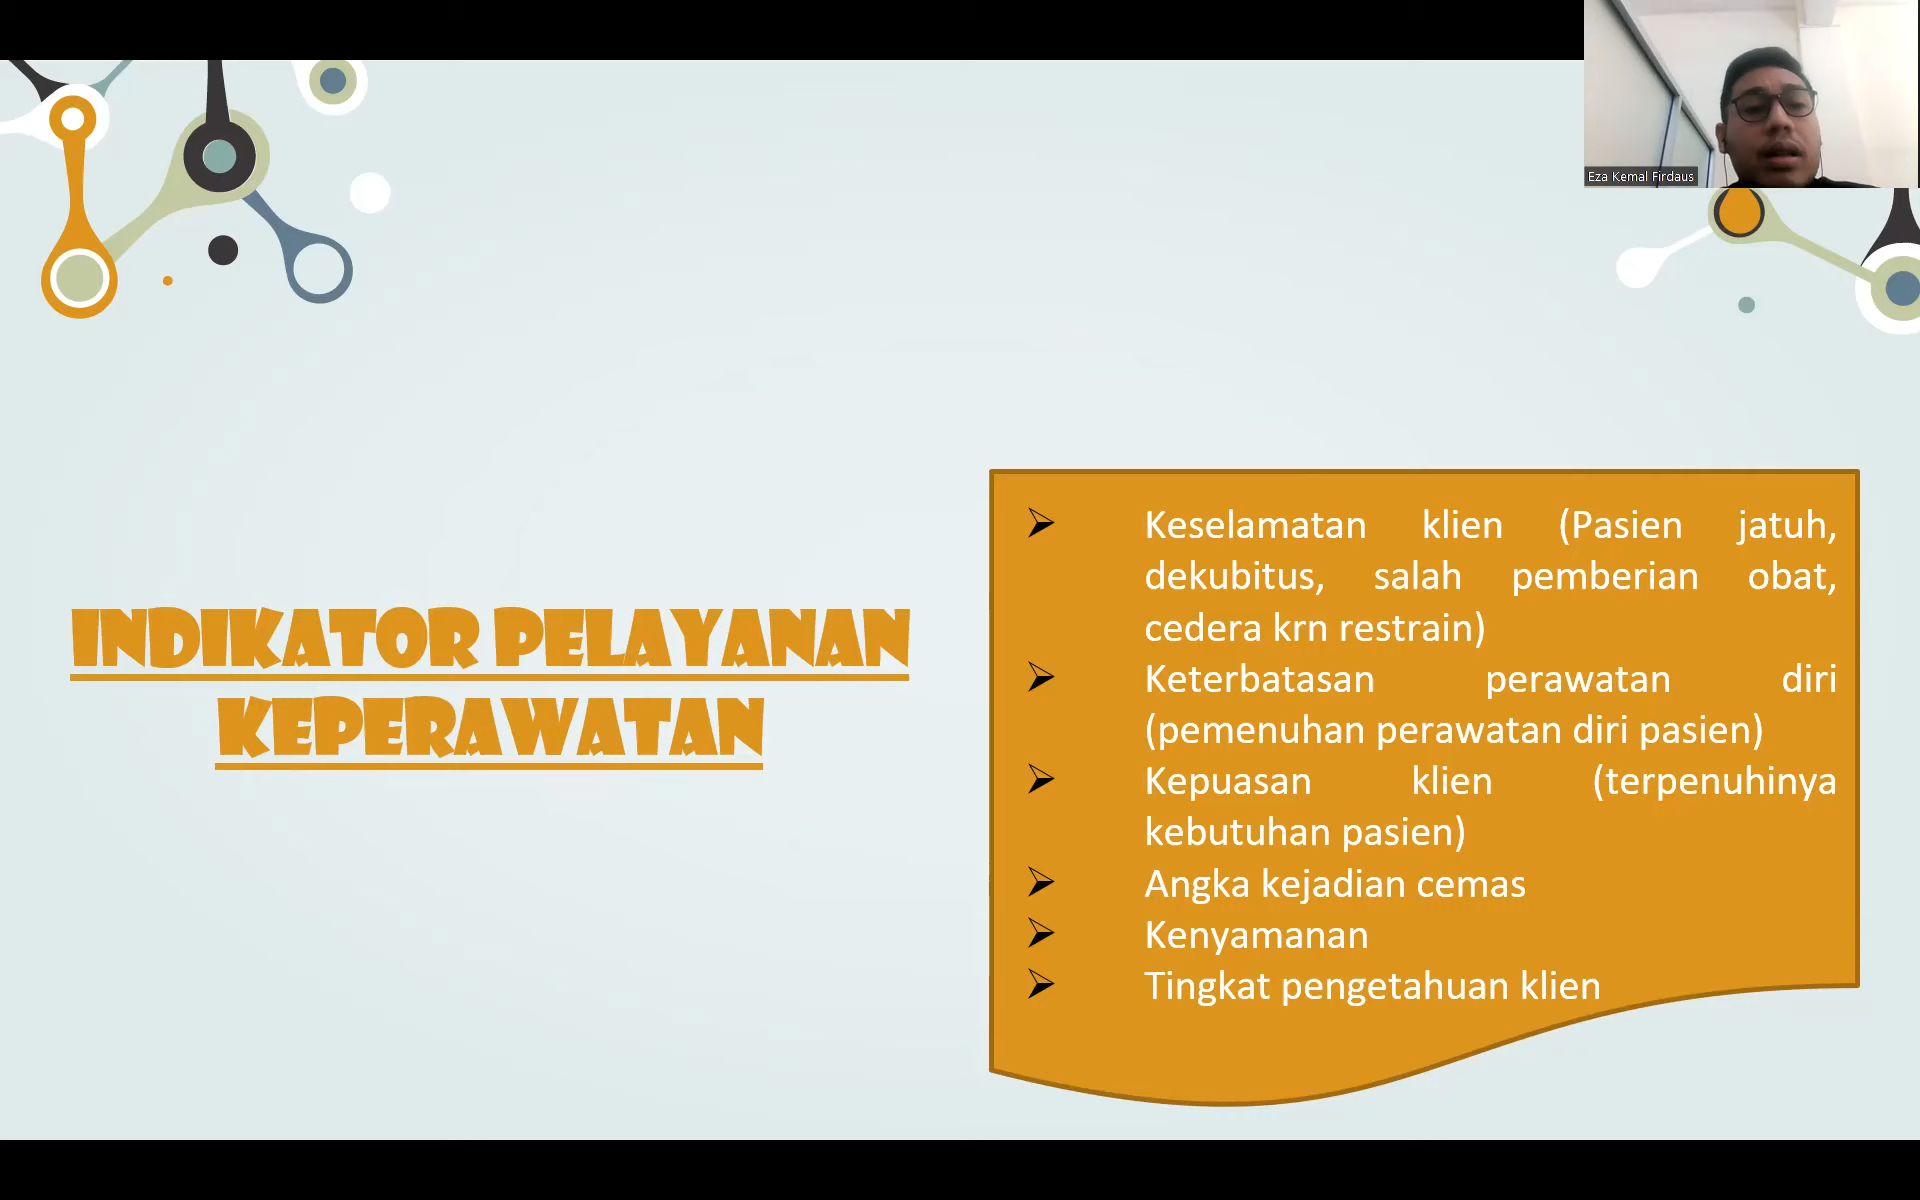 Eza Kemal Firdaus
INDIKATOR PELAYANAN
KEPERAWATAN
Keselamatan klien (Pasien jatuh,
dekubitus, salah pemberian obat,
cedera krn restrain)
Keterbatasan perawatan diri
(pemenuhan perawatan diri pasien)
Kepuasan klien (terpenuhinya
kebutuhan pasien)
Angka kejadian cemas
Kenyamanan
Tingkat pengetahuan klien